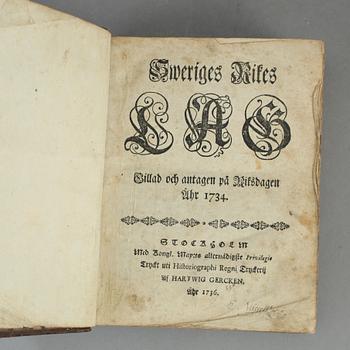 Sweriges Rikes
LAG
Gillad och antagen på Riksdagen
Åhr 1734.
STOCKHOLM
Med Kongl. Maj:tts allernådigste Privilegio
Tryckt uti Historiographi Regni Tryckeri
af HARTWIG GERCKEN,
Åhr 1736.